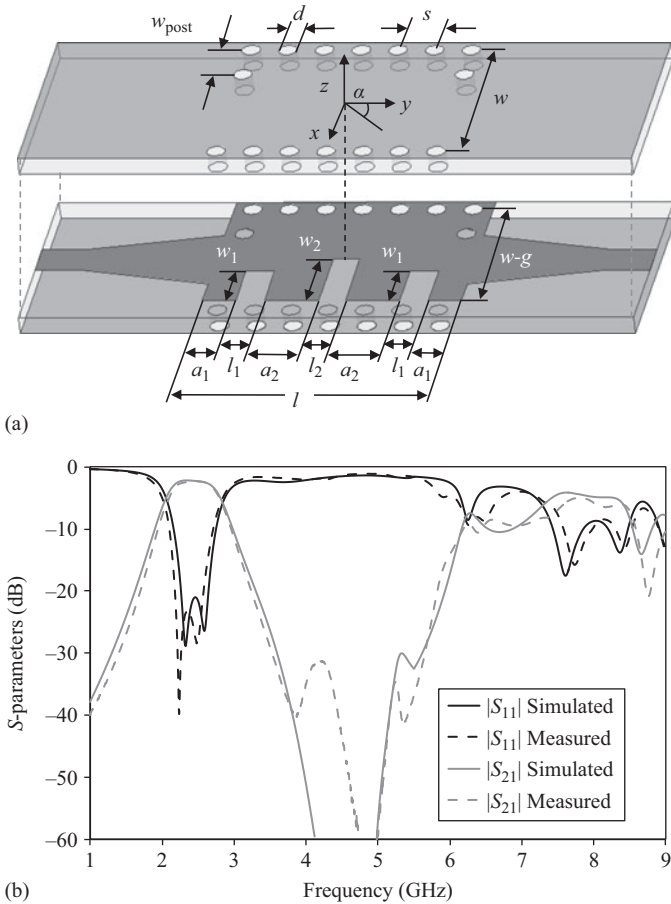 w_post
d
s
z
α
y
x
w
w_1
w_2
w_1
w-g
a_1
l_1
a_2
l_2
a_2
l_1
a_1
l
(a)
0
−10
−20
−30
−40
−50
−60
S-parameters (dB)
|S_11| Simulated
|S_11| Measured
|S_21| Simulated
|S_21| Measured
1 2 3 4 5 6 7 8 9
Frequency (GHz)
(b)